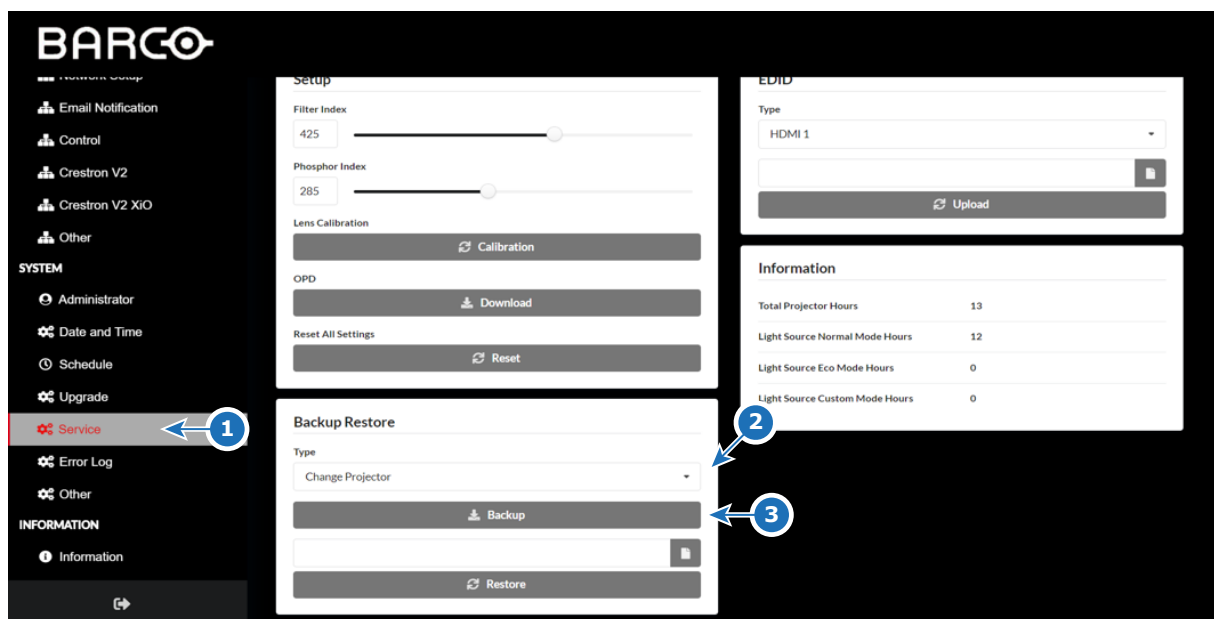 BARCO
Network Setup
Email Notification
Control
Crestron V2
Crestron V2 XiO
Other
SYSTEM
Administrator
Date and Time
Schedule
Upgrade
Service
1
Error Log
Other
INFORMATION
Information
Setup
Filter Index
425
Phosphor Index
285
Lens Calibration
Calibration
OPD
Download
Reset All Settings
Reset
Backup Restore
Type
Change Projector
2
Backup
3
Restore
EDID
Type
HDMI 1
Upload
Information
Total Projector Hours 13
Light Source Normal Mode Hours 12
Light Source Eco Mode Hours 0
Light Source Custom Mode Hours 0